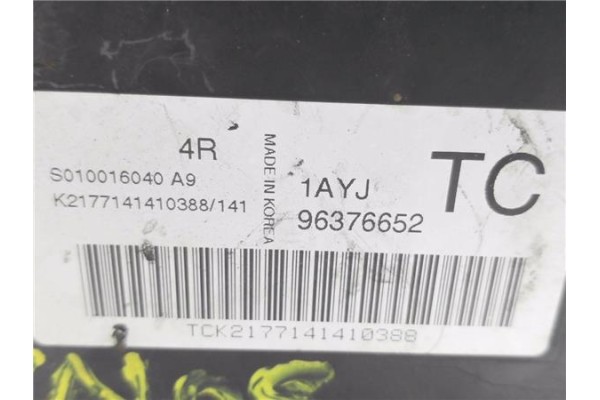 4R
S010016040 A9
K2177141410388/141
MADE IN KOREA
1AYJ
96376652
TC
TCK2177141410388